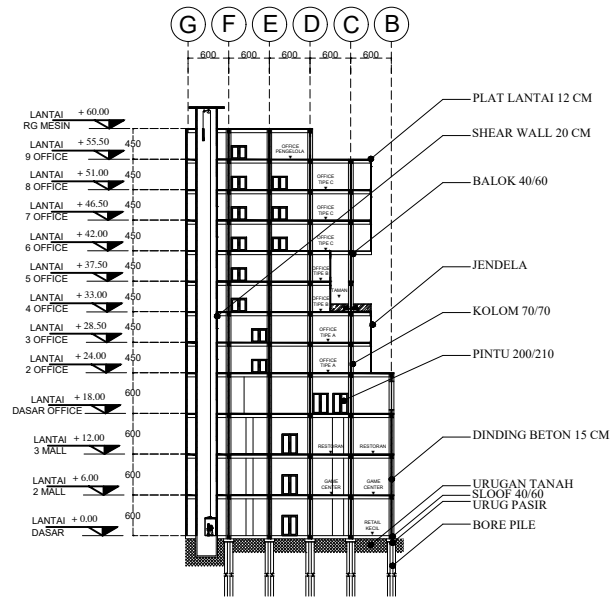 G F E D C B
600 600 600 600 600
LANTAI + 60.00
RG MESIN
LANTAI + 55.50
9 OFFICE
LANTAI + 51.00
8 OFFICE
LANTAI + 46.50
7 OFFICE
LANTAI + 42.00
6 OFFICE
LANTAI + 37.50
5 OFFICE
LANTAI + 33.00
4 OFFICE
LANTAI + 28.50
3 OFFICE
LANTAI + 24.00
2 OFFICE
LANTAI + 18.00
DASAR OFFICE
LANTAI + 12.00
3 MALL
LANTAI + 6.00
2 MALL
LANTAI + 0.00
DASAR
450
450
450
450
450
450
450
450
600
600
600
600
OFFICE
PENGELOLA
OFFICE
TIPE C
OFFICE
TIPE C
OFFICE
TIPE C
OFFICE
TIPE C
OFFICE
TIPE B
TAMAN
OFFICE
TIPE B
OFFICE
TIPE A
OFFICE
TIPE A
RESTORAN RESTORAN
GAME
CENTER
GAME
CENTER
RETAIL
KECIL
PLAT LANTAI 12 CM
SHEAR WALL 20 CM
BALOK 40/60
JENDELA
KOLOM 70/70
PINTU 200/210
DINDING BETON 15 CM
URUGAN TANAH
SLOOF 40/60
URUG PASIR
BORE PILE